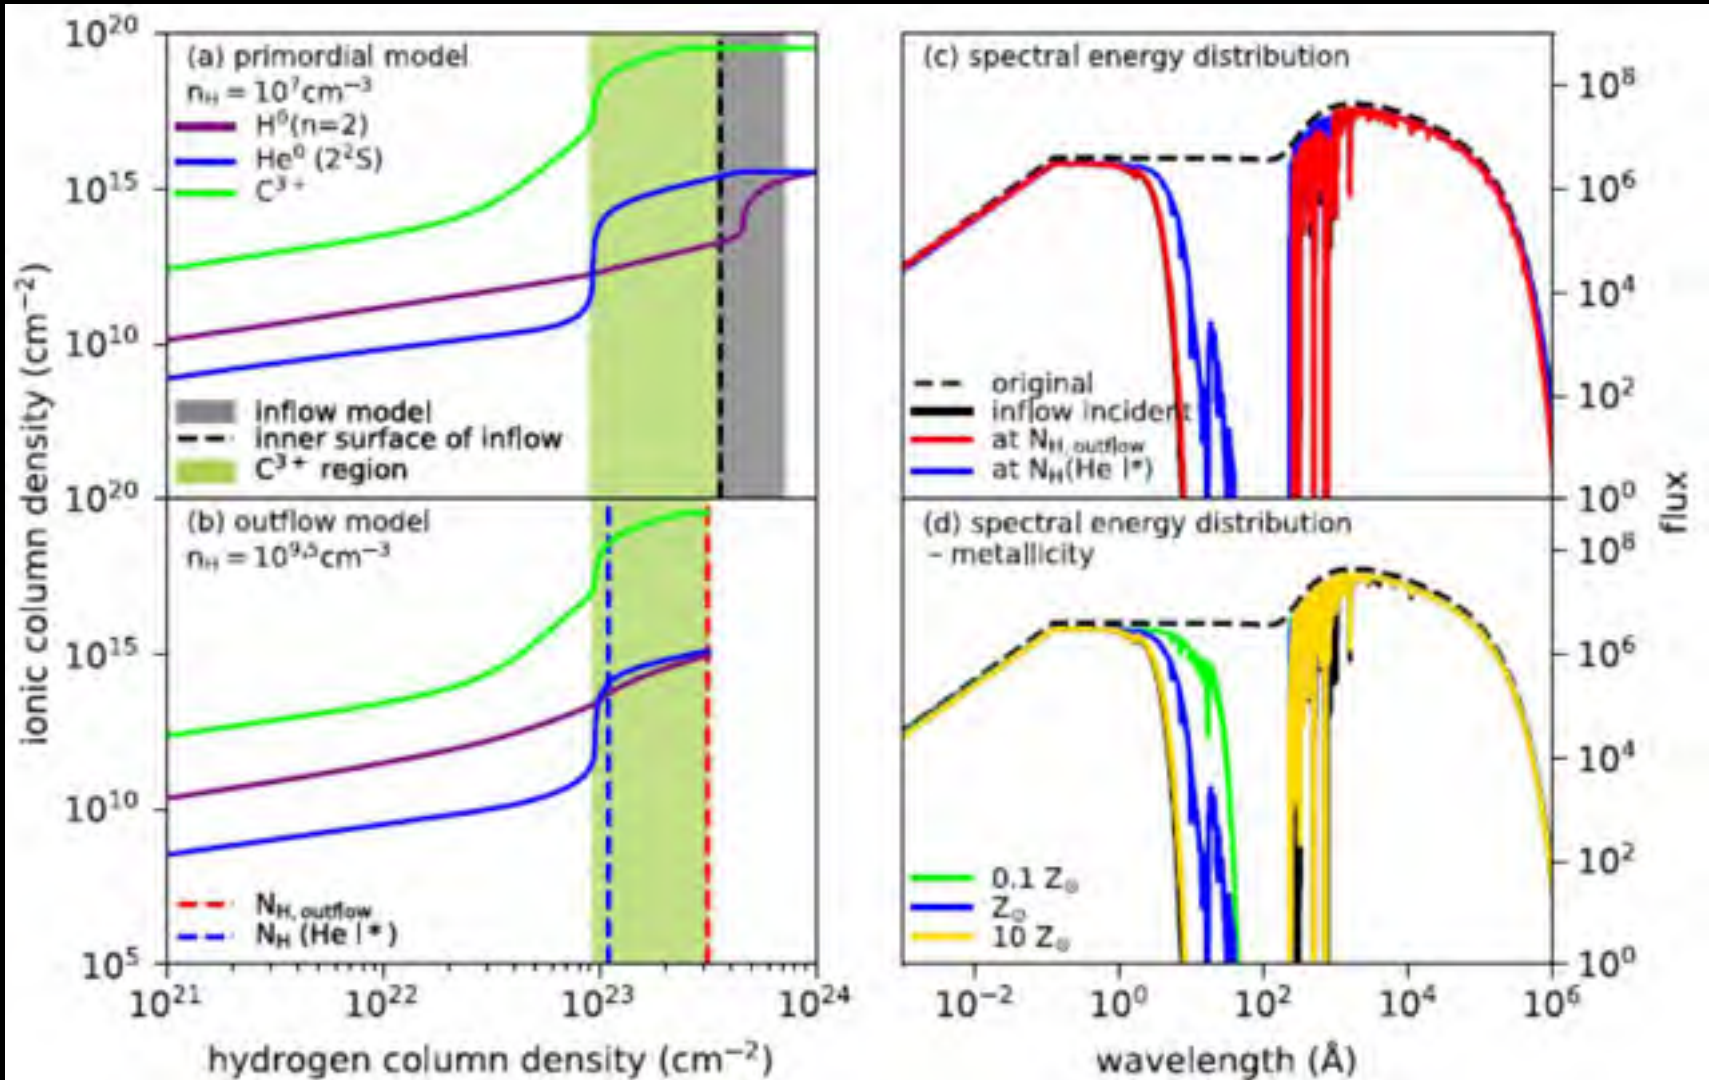 (a) primordial model
n_H = 10^7 cm^-3
H^0(n=2)
He^0 (2^2S)
C^3+
inflow model
inner surface of inflow
C^3+ region
10^20
10^15
10^10
10^20
(b) outflow model
n_H = 10^9.5 cm^-3
N_H, outflow
N_H (He I*)
10^15
10^10
10^5
10^21
10^22
10^23
10^24
ionic column density (cm^-2)
hydrogen column density (cm^-2)
(c) spectral energy distribution
original
inflow incident
at N_H, outflow
at N_H(He I*)
10^8
10^6
10^4
10^2
10^0
(d) spectral energy distribution
– metallicity
0.1 Z_⊙
Z_⊙
10 Z_⊙
10^8
10^6
10^4
10^2
10^0
10^-2
10^0
10^2
10^4
10^6
flux
wavelength (Å)